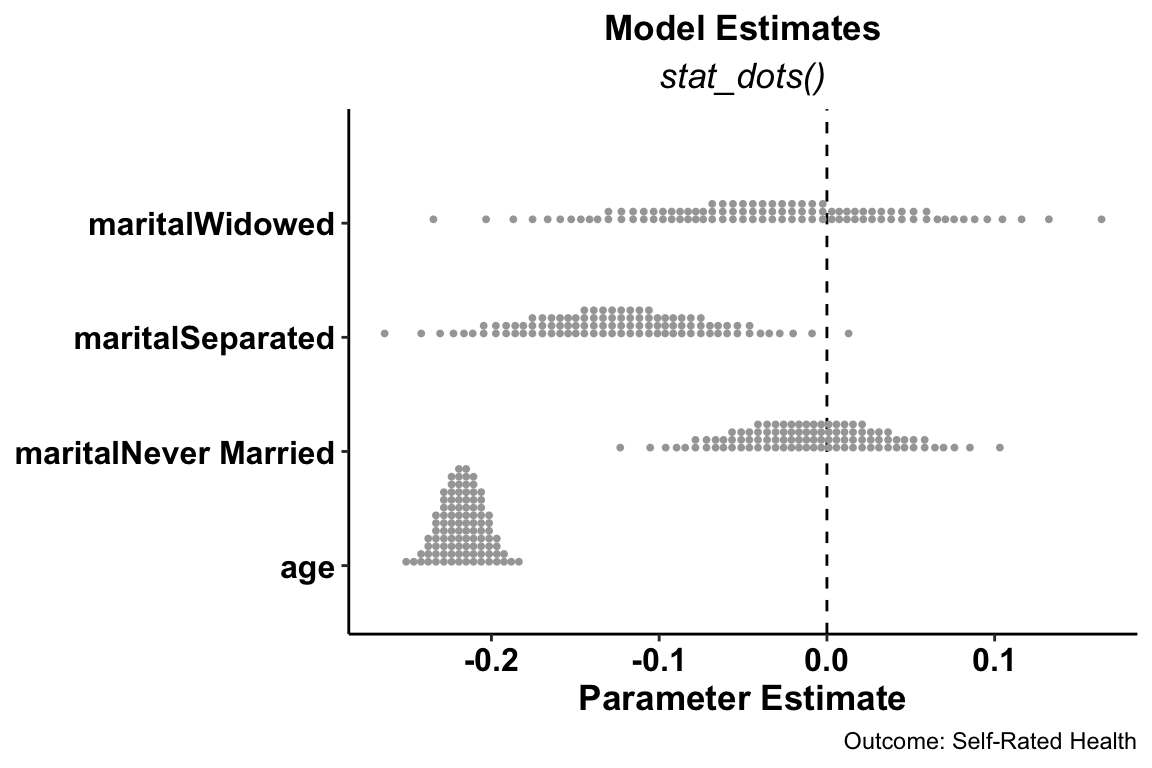 Model Estimates
stat_dots()
maritalWidowed
maritalSeparated
maritalNever Married
age
-0.2 -0.1 0.0 0.1
Parameter Estimate
Outcome: Self-Rated Health